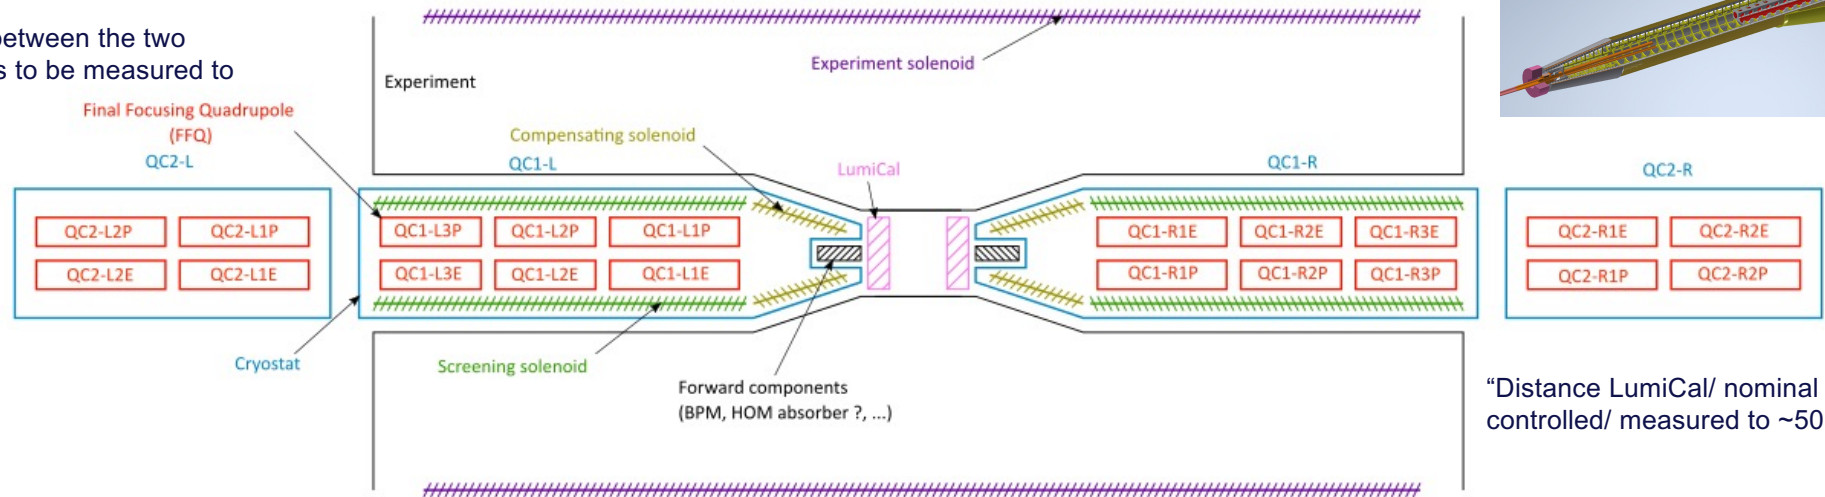 between the two
s to be measured to
Experiment solenoid
Experiment
Final Focusing Quadrupole
(FFQ)
Compensating solenoid
QC2-L
QC1-L
LumiCal
QC1-R
QC2-R
QC2-L2P
QC2-L1P
QC1-L3P
QC1-L2P
QC1-L1P
QC1-R1E
QC1-R2E
QC1-R3E
QC2-R1E
QC2-R2E
QC2-L2E
QC2-L1E
QC1-L3E
QC1-L2E
QC1-L1E
QC1-R1P
QC1-R2P
QC1-R3P
QC2-R1P
QC2-R2P
Cryostat
Screening solenoid
Forward components
(BPM, HOM absorber ?, ...)
“Distance LumiCal/ nominal
controlled/ measured to ~50